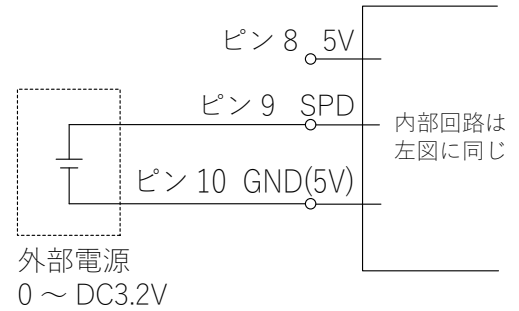 ピン 8 5V
ピン 9 SPD
内部回路は
左図に同じ
ピン 10 GND(5V)
外部電源
0 ～ DC3.2V